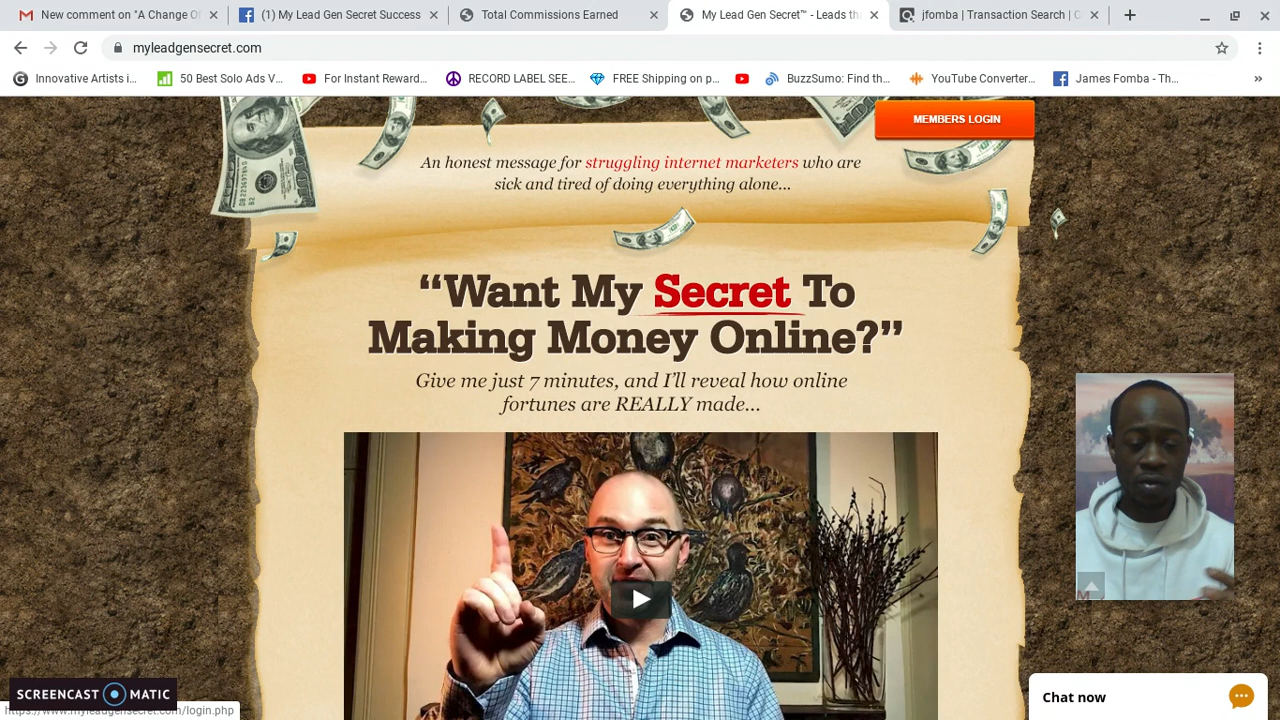 New comment on "A Change Of
(1) My Lead Gen Secret Success
Total Commissions Earned
My Lead Gen Secret™ - Leads th
jfomba | Transaction Search | C
myleadgensecret.com
Innovative Artists i...
50 Best Solo Ads V...
For Instant Reward...
RECORD LABEL SEE...
FREE Shipping on p...
BuzzSumo: Find th...
YouTube Converter...
James Fomba - Th...
»
MEMBERS LOGIN
An honest message for struggling internet marketers who are
sick and tired of doing everything alone...
“Want My Secret To
Making Money Online?”
Give me just 7 minutes, and I’ll reveal how online
fortunes are REALLY made...
SCREENCAST MATIC
Chat now
https://www.myleadgensecret.com/login.php